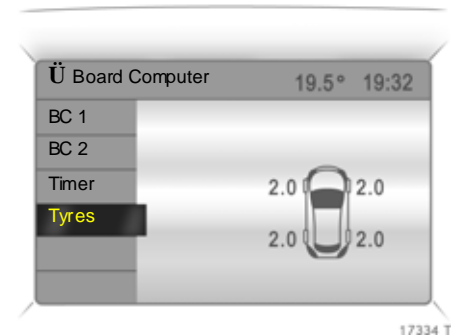 Ü Board Computer 19.5° 19:32
BC 1
BC 2
Timer
2.0 2.0
Tyres
2.0 2.0
17334 T